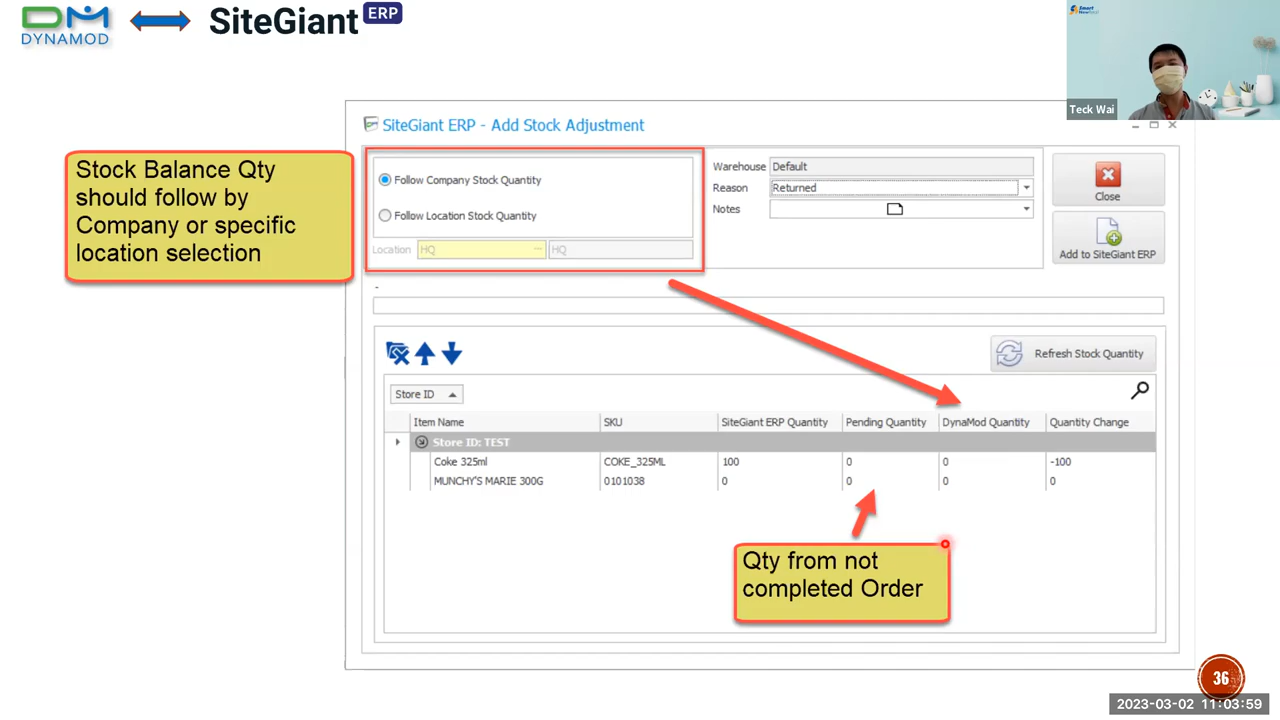 DM
DYNAMOD
SiteGiant ERP
Smart
Teck Wai
SiteGiant ERP - Add Stock Adjustment
Stock Balance Qty
should follow by
Company or specific
location selection
Follow Company Stock Quantity
Follow Location Stock Quantity
Location HQ HQ
Warehouse Default
Reason Returned
Notes
Close
Add to SiteGiant ERP
-
Refresh Stock Quantity
Store ID
Item Name SKU SiteGiant ERP Quantity Pending Quantity DynaMod Quantity Quantity Change
Store ID: TEST
Coke 325ml COKE_325ML 100 0 0 -100
MUNCHY'S MARIE 300G 0101038 0 0 0 0
Qty from not
completed Order
36
2023-03-02 11:03:59